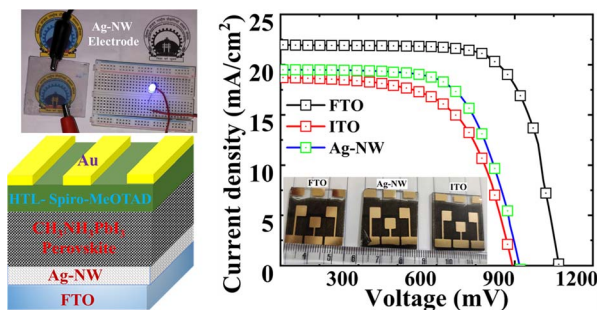 Ag-NW
Electrode
Au
HTL- Spiro-MeOTAD
CH₃NH₃PbI₃
Perovskite
Ag-NW
FTO
Current density (mA/cm²)
25
20
15
10
5
0
FTO
ITO
Ag-NW
FTO
Ag-NW
ITO
300
600
900
1200
Voltage (mV)